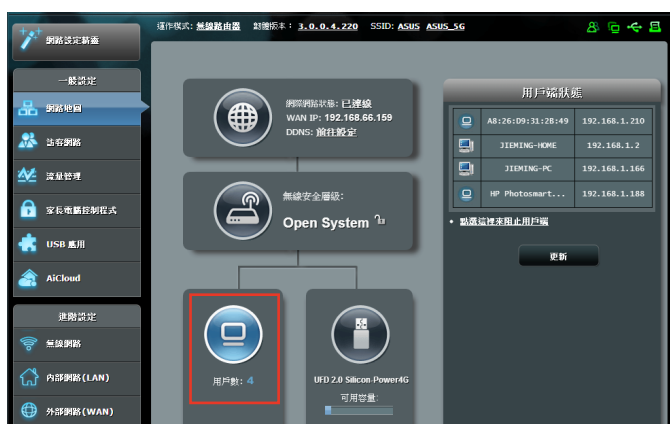 運作模式: 無線路由器 韌體版本: 3.0.0.4.220 SSID: ASUS ASUS_5G
網路設定精靈
一般設定
網路地圖
訪客網路
流量管理
家長電腦控制程式
USB 應用
AiCloud
進階設定
無線網路
內部網路(LAN)
外部網路(WAN)
網際網路狀態: 已連線
WAN IP: 192.168.66.159
DDNS: 前往設定
無線安全層級:
Open System
用戶數: 4
UFD 2.0 Silicon-Power4G
可用容量:
用戶端狀態
A8:26:D9:31:2B:49 192.168.1.210
JIEMING-HOME 192.168.1.2
JIEMING-PC 192.168.1.166
HP Photosmart... 192.168.1.188
• 點選這裡來阻止用戶端
更新